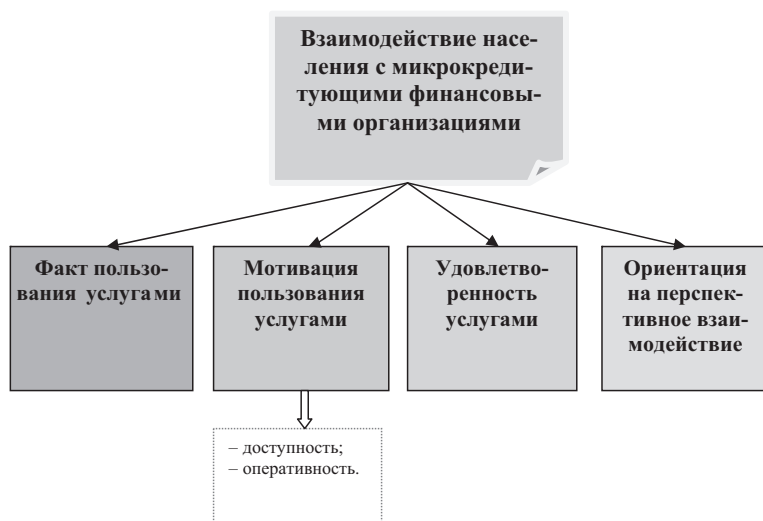 Взаимодействие насе-
ления с микрокреди-
тующими финансовы-
ми организациями
Факт пользо-
вания услугами
Мотивация
пользования
услугами
Удовлетво-
ренность
услугами
Ориентация
на перспек-
тивное взаи-
модействие
– доступность;
– оперативность.